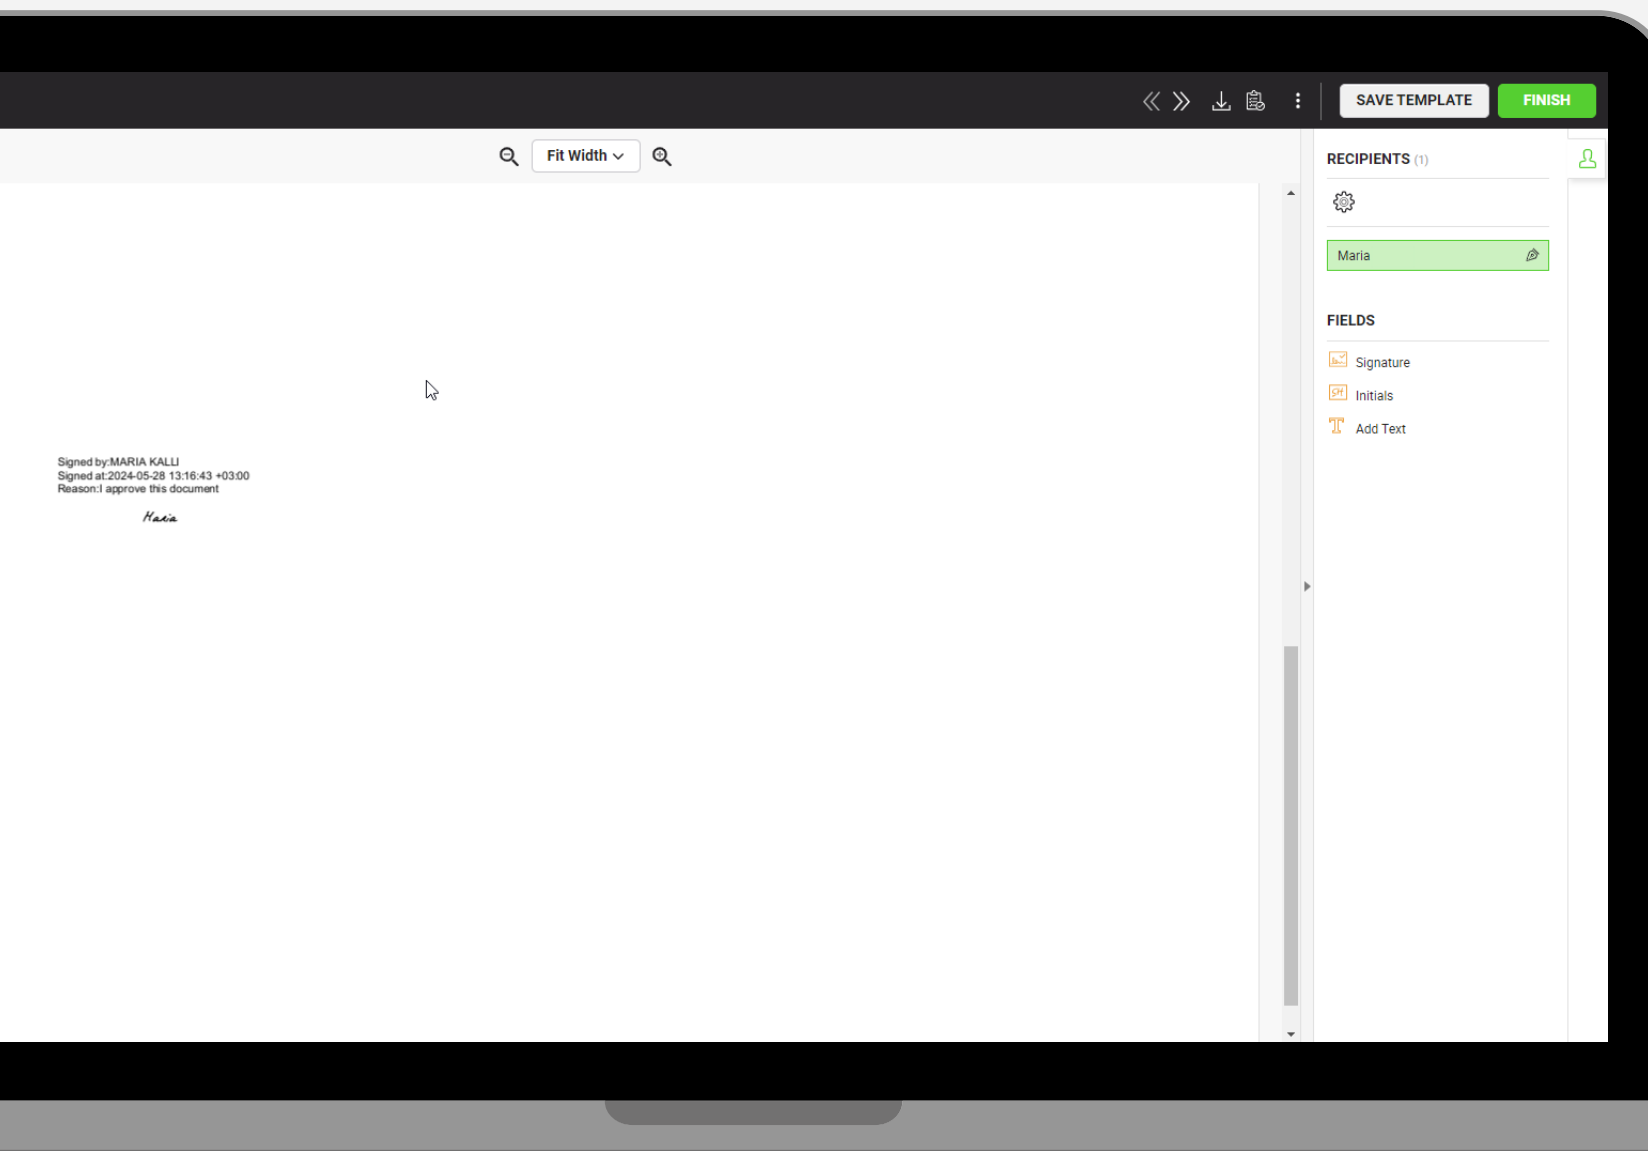 SAVE TEMPLATE
FINISH
Fit Width
RECIPIENTS (1)
Maria
FIELDS
Signature
Initials
Add Text
Signed by:MARIA KALLI
Signed at:2024-05-28 13:16:43 +03:00
Reason:I approve this document
Maria